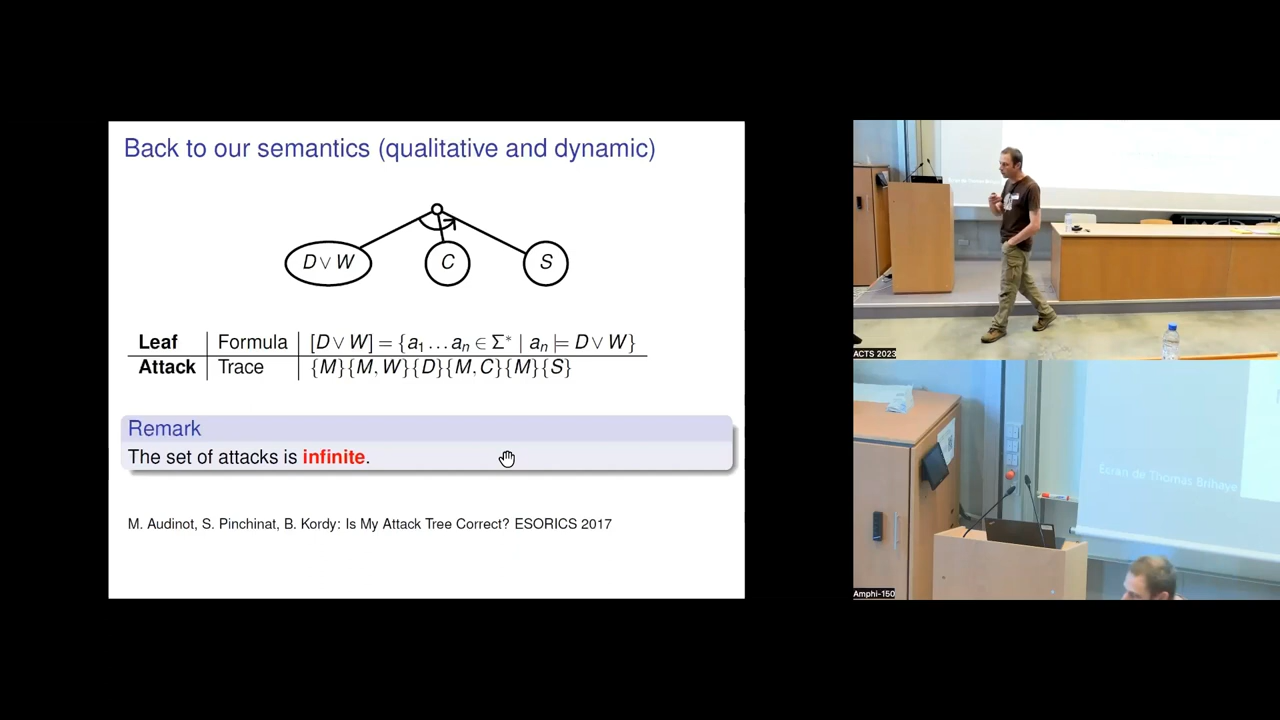 Back to our semantics (qualitative and dynamic)
D ∨ W
C
S
Leaf | Formula | [D ∨ W] = {a₁ … aₙ ∈ Σ* | aₙ ⊨ D ∨ W}
Attack | Trace | {M}{M, W}{D}{M, C}{M}{S}
Remark
The set of attacks is infinite.
M. Audinot, S. Pinchinat, B. Kordy: Is My Attack Tree Correct? ESORICS 2017
ACTS 2023
Écran de Thomas Brihaye
Amphi-150